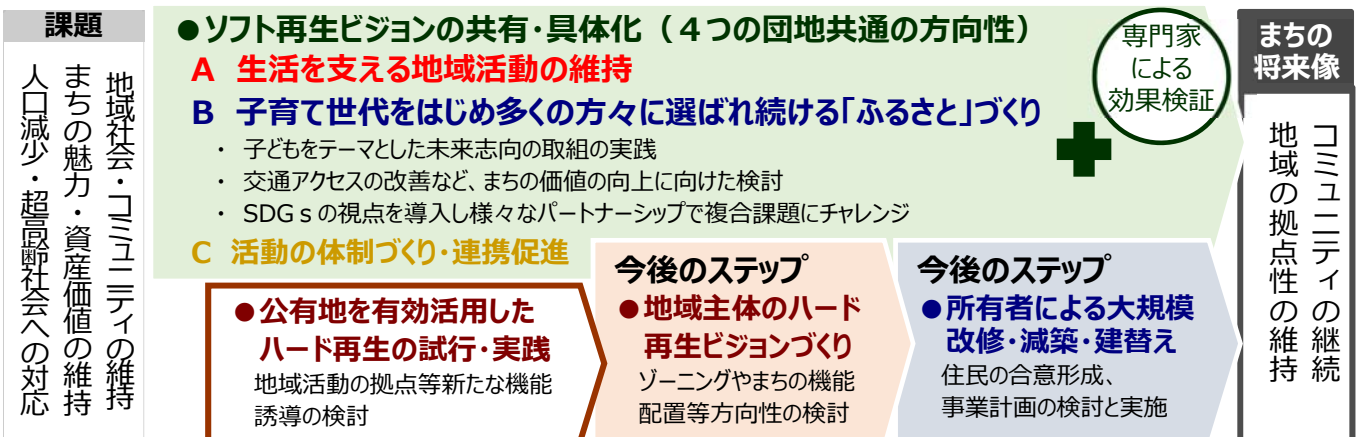 課題
地域社会・コミュニティの維持
まちの魅力・資産価値の維持
人口減少・超高齢社会への対応
●ソフト再生ビジョンの共有・具体化（４つの団地共通の方向性）
A 生活を支える地域活動の維持
B 子育て世代をはじめ多くの方々に選ばれ続ける「ふるさと」づくり
・ 子どもをテーマとした未来志向の取組の実践
・ 交通アクセスの改善など、まちの価値の向上に向けた検討
・ SDGｓの視点を導入し様々なパートナーシップで複合課題にチャレンジ
C 活動の体制づくり・連携促進
専門家
による
効果検証
●公有地を有効活用した
ハード再生の試行・実践
地域活動の拠点等新たな機能
誘導の検討
今後のステップ
●地域主体のハード
再生ビジョンづくり
ゾーニングやまちの機能
配置等方向性の検討
今後のステップ
●所有者による大規模
改修・減築・建替え
住民の合意形成、
事業計画の検討と実施
まちの
将来像
コミュニティの継続
地域の拠点性の維持